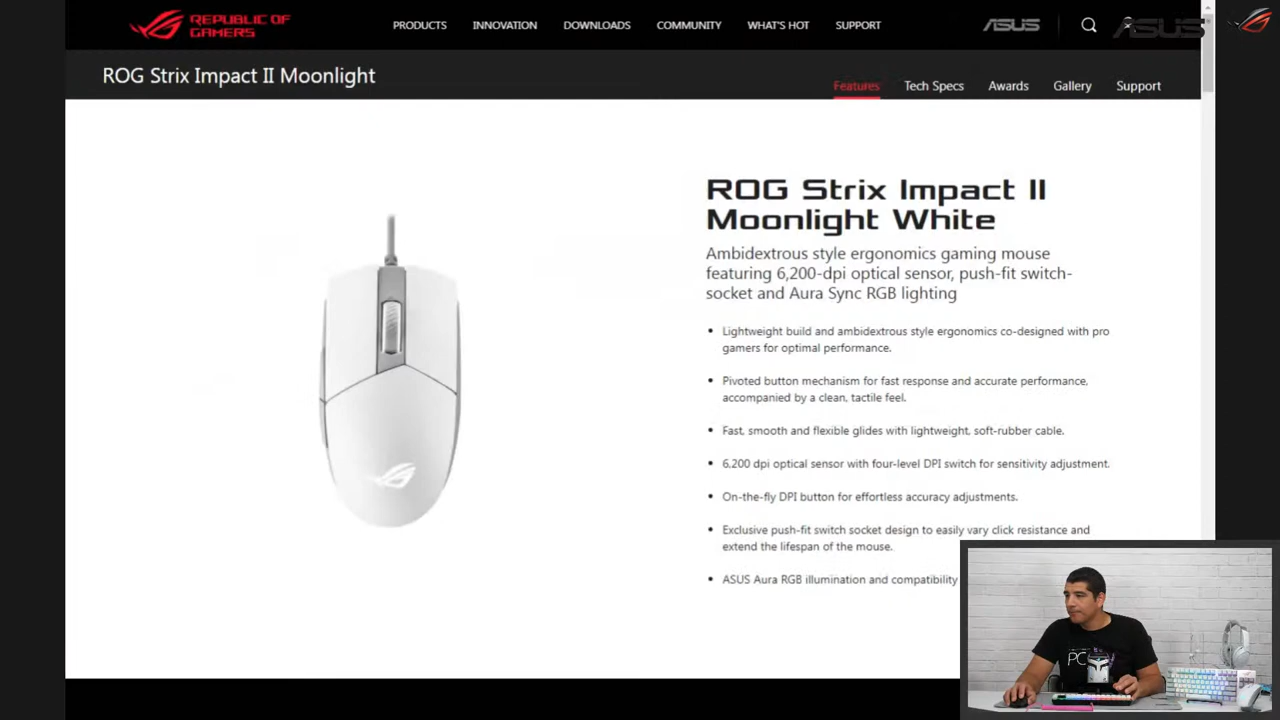 REPUBLIC OF
GAMERS
PRODUCTS INNOVATION DOWNLOADS COMMUNITY WHAT'S HOT SUPPORT
ASUS
ASUS
ROG Strix Impact II Moonlight
Features Tech Specs Awards Gallery Support
ROG Strix Impact II
Moonlight White
Ambidextrous style ergonomics gaming mouse
featuring 6,200-dpi optical sensor, push-fit switch-
socket and Aura Sync RGB lighting
• Lightweight build and ambidextrous style ergonomics co-designed with pro
gamers for optimal performance.
• Pivoted button mechanism for fast response and accurate performance,
accompanied by a clean, tactile feel.
• Fast, smooth and flexible glides with lightweight, soft-rubber cable.
• 6,200 dpi optical sensor with four-level DPI switch for sensitivity adjustment.
• On-the-fly DPI button for effortless accuracy adjustments.
• Exclusive push-fit switch socket design to easily vary click resistance and
extend the lifespan of the mouse.
• ASUS Aura RGB illumination and compatibility
PC